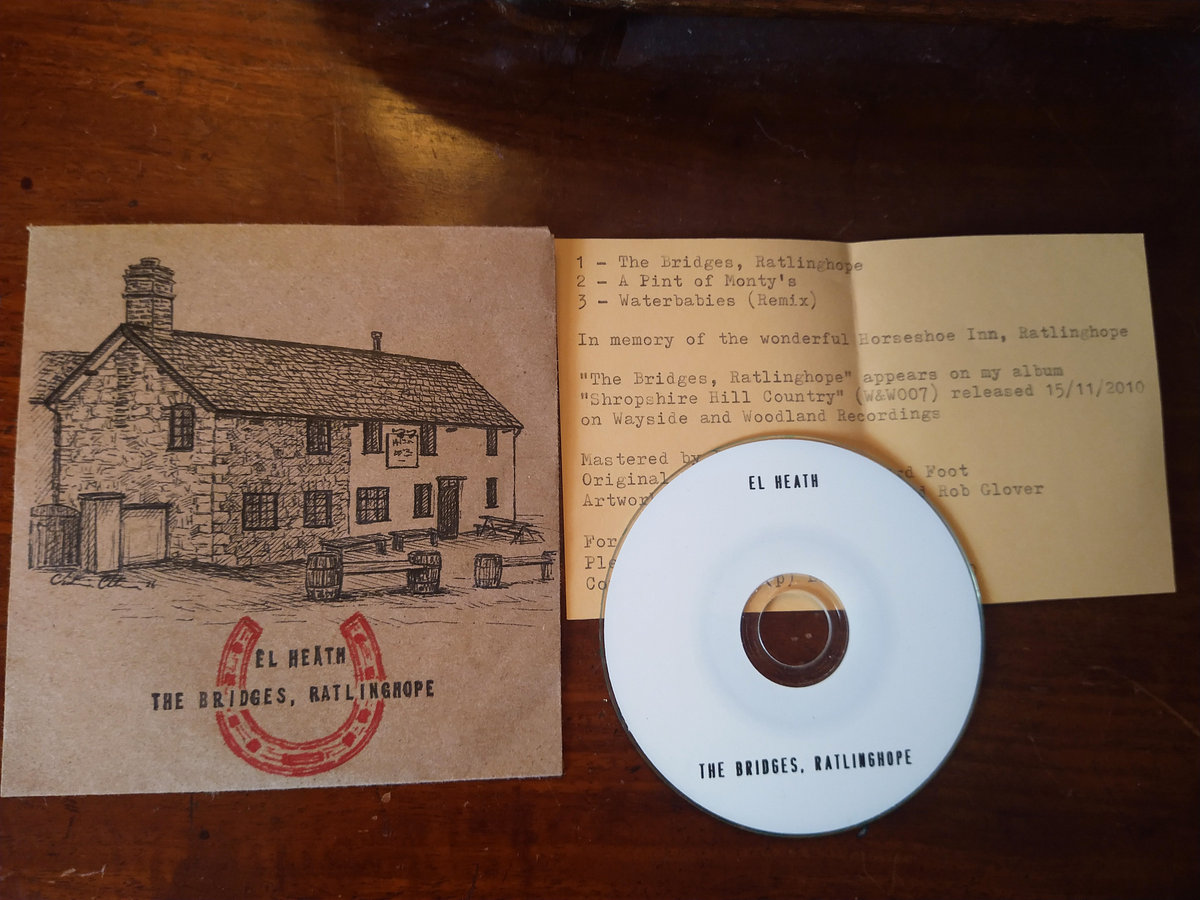 EL HEATH
THE BRIDGES, RATLINGHOPE
1 - The Bridges, Ratlinghope
2 - A Pint of Monty's
3 - Waterbabies (Remix)
In memory of the wonderful Horseshoe Inn, Ratlinghope
"The Bridges, Ratlinghope" appears on my album
"Shropshire Hill Country" (W&W007) released 15/11/2010
on Wayside and Woodland Recordings
Mastered by Foot
Original Rob Glover
For
(p)
EL HEATH
THE BRIDGES, RATLINGHOPE